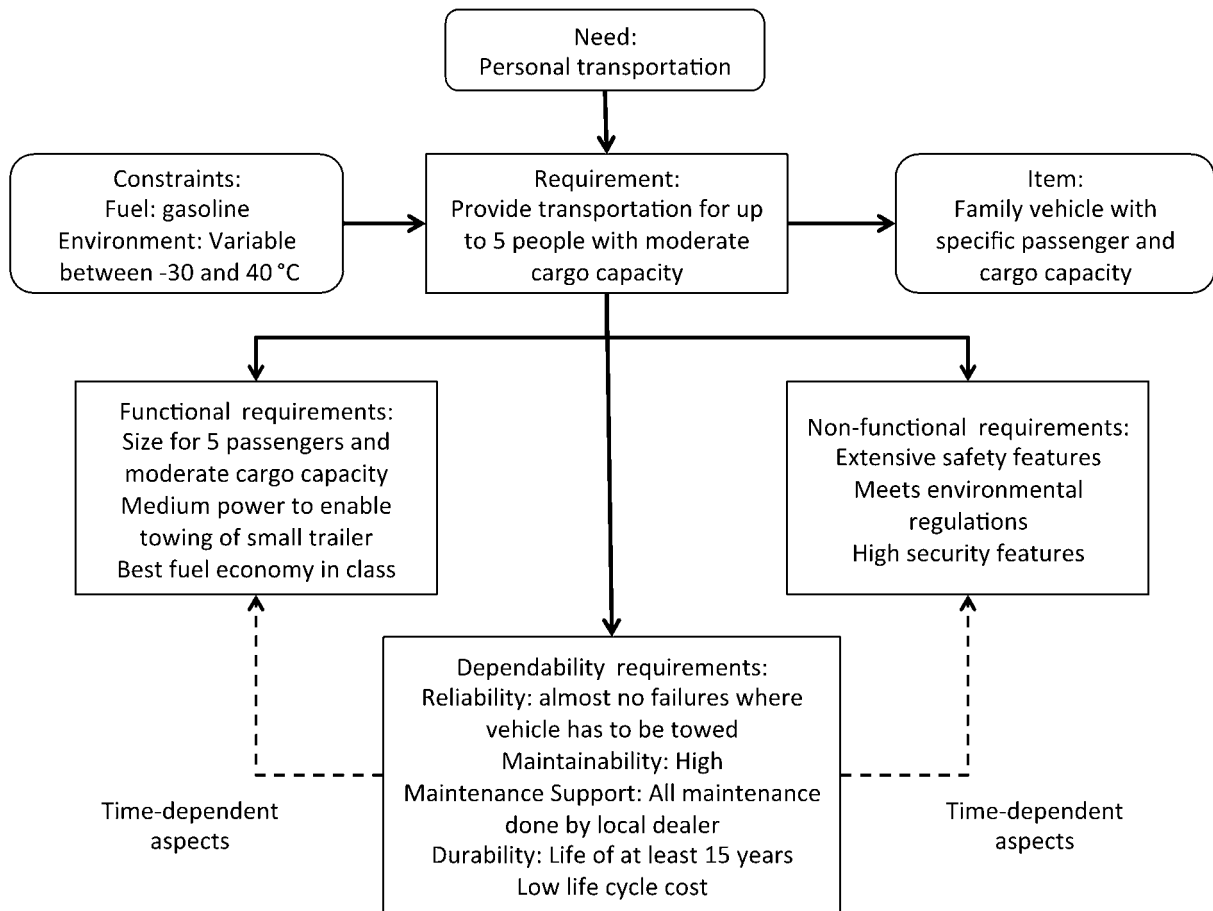 Need:
Personal transportation
Constraints:
Fuel: gasoline
Environment: Variable
between -30 and 40 °C
Requirement:
Provide transportation for up
to 5 people with moderate
cargo capacity
Item:
Family vehicle with
specific passenger and
cargo capacity
Functional requirements:
Size for 5 passengers and
moderate cargo capacity
Medium power to enable
towing of small trailer
Best fuel economy in class
Non-functional requirements:
Extensive safety features
Meets environmental
regulations
High security features
Dependability requirements:
Reliability: almost no failures where
vehicle has to be towed
Maintainability: High
Maintenance Support: All maintenance
done by local dealer
Durability: Life of at least 15 years
Low life cycle cost
Time-dependent
aspects
Time-dependent
aspects